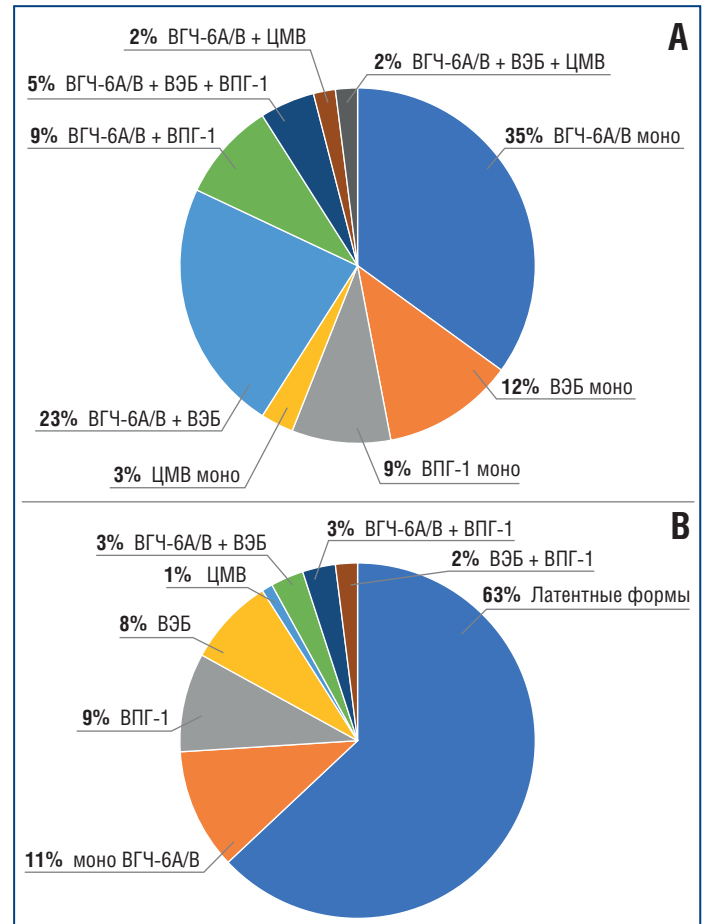 A
2% ВГЧ-6А/В + ЦМВ
2% ВГЧ-6А/В + ВЭБ + ЦМВ
5% ВГЧ-6А/В + ВЭБ + ВПГ-1
9% ВГЧ-6А/В + ВПГ-1
35% ВГЧ-6А/В моно
12% ВЭБ моно
23% ВГЧ-6А/В + ВЭБ
9% ВПГ-1 моно
3% ЦМВ моно
B
3% ВГЧ-6А/В + ВПГ-1
3% ВГЧ-6А/В + ВЭБ
2% ВЭБ + ВПГ-1
1% ЦМВ
63% Латентные формы
8% ВЭБ
9% ВПГ-1
11% моно ВГЧ-6А/В